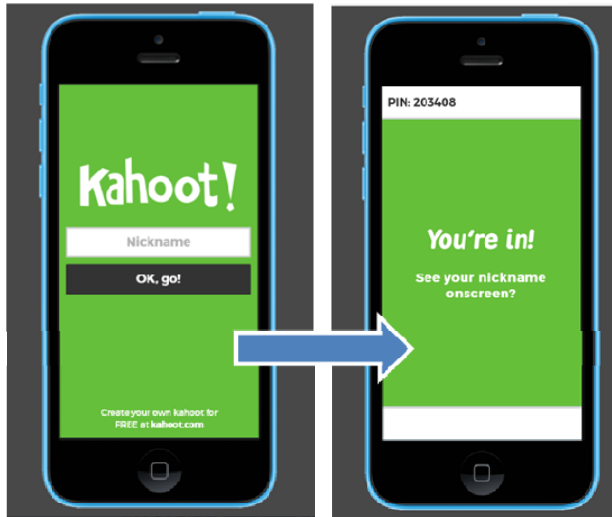 Kahoot!
Nickname
OK, go!
Create your own kahoot for
FREE at kahoot.com
PIN: 203408
You're in!
See your nickname
onscreen?